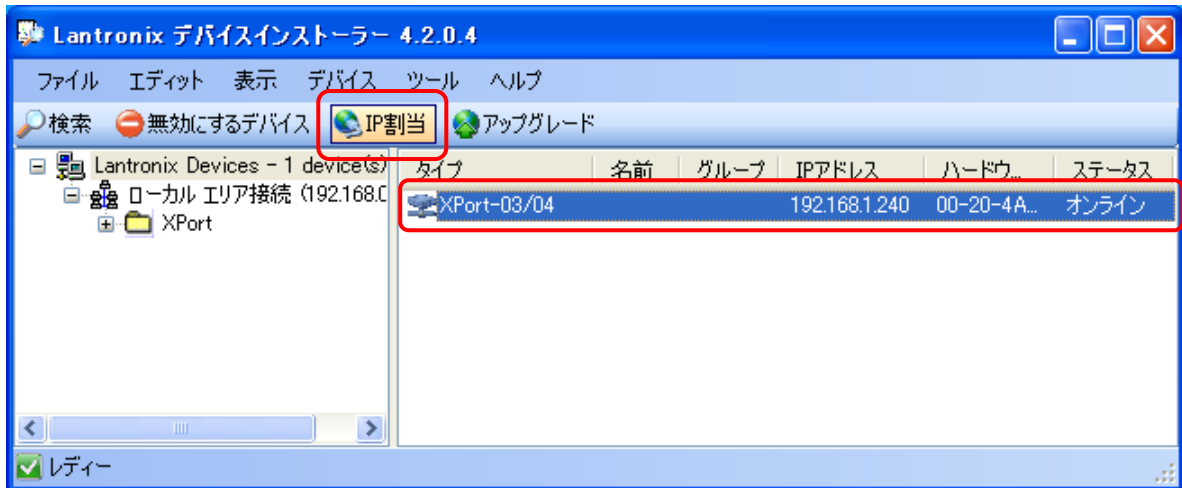 Lantronix デバイスインストーラー 4.2.0.4
ファイル エディット 表示 デバイス ツール ヘルプ
検索 無効にするデバイス IP割当 アップグレード
Lantronix Devices - 1 device(s)
ローカル エリア接続 (192.168.0
XPort
タイプ 名前 グループ IPアドレス ハードウ... ステータス
XPort-03/04 192.168.1.240 00-20-4A... オンライン
レディー